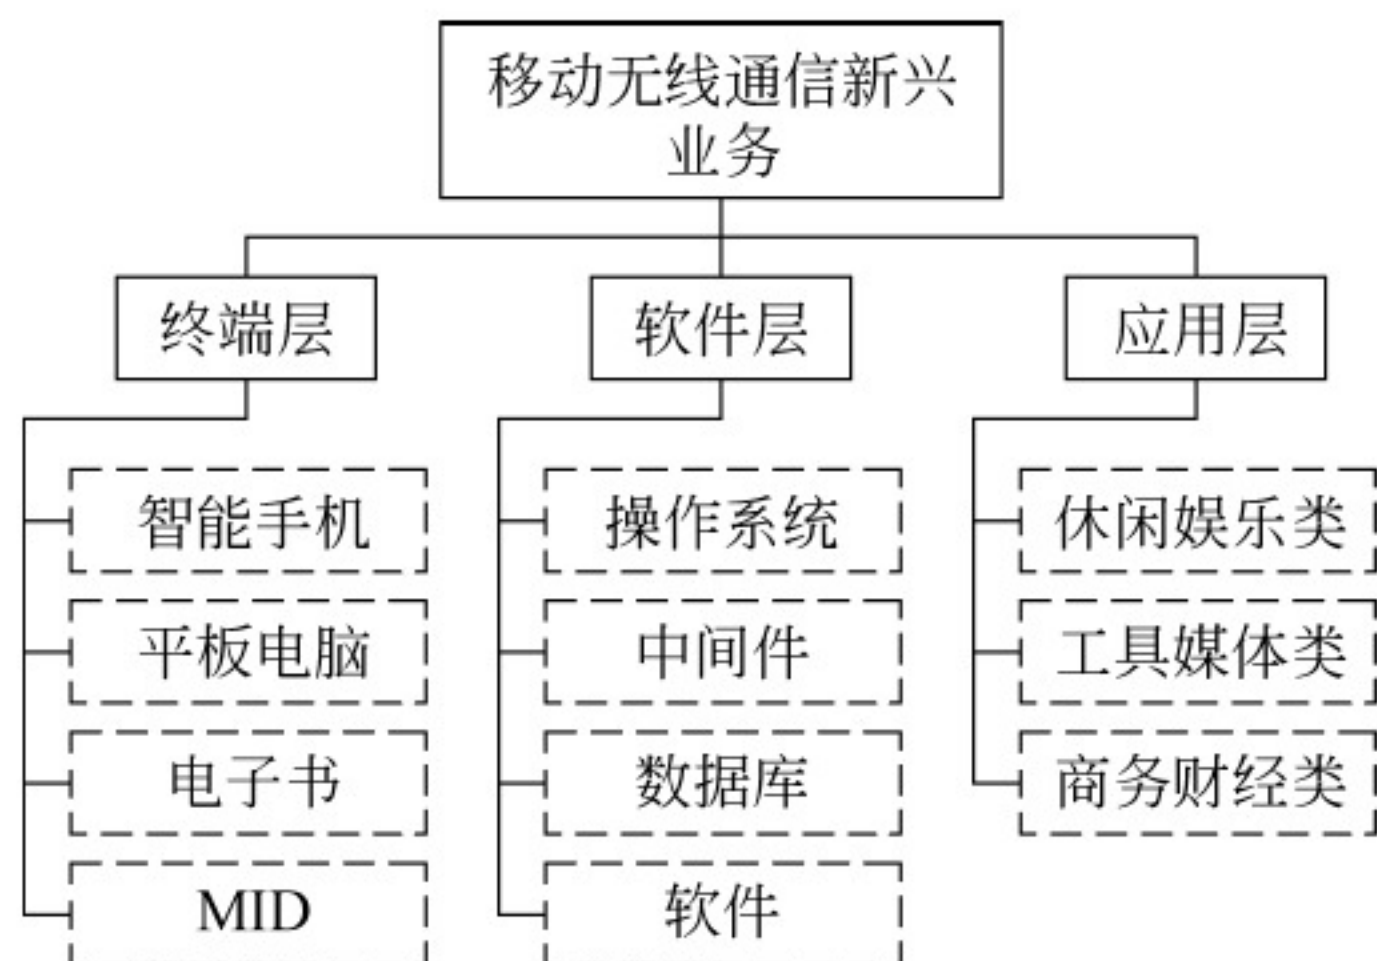 移动无线通信新兴
业务
终端层
软件层
应用层
智能手机
操作系统
休闲娱乐类
平板电脑
中间件
工具媒体类
电子书
数据库
商务财经类
MID
软件